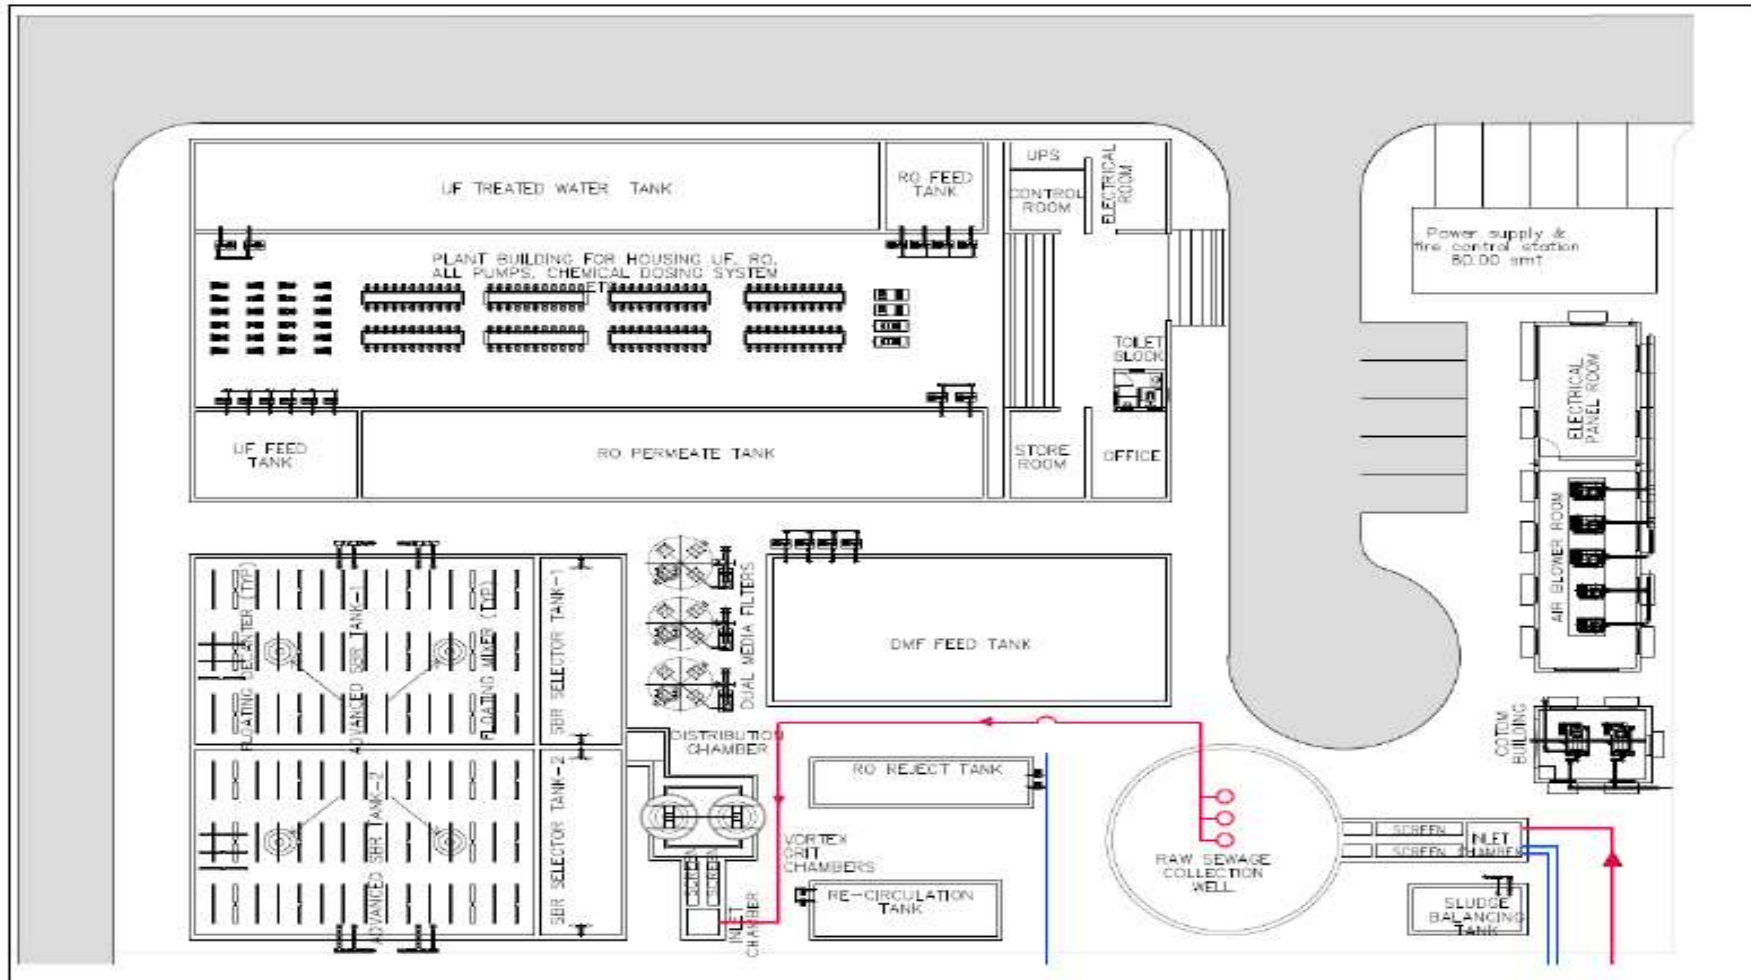 UF TREATED WATER TANK
RO FEED
TANK
UPS
CONTROL
ROOM
ELECTRICAL
ROOM
Power supply &
fire control station
80.00 smt
PLANT BUILDING FOR HOUSING UF, RO,
ALL PUMPS, CHEMICAL DOSING SYSTEM
ETC
TOILET
BLOCK
ELECTRICAL
PANEL ROOM
UF FEED
TANK
RO PERMEATE TANK
STORE
ROOM
OFFICE
AIR BLOWER ROOM
FLOATING DECANTER (TYP)
ADVANCED SBR TANK-1
FLOATING MIXER (TYP)
SBR SELECTOR TANK-1
DUAL MEDIA FILTERS
DMF FEED TANK
DISTRIBUTION
CHAMBER
RO REJECT TANK
COTM
BUILDING
ADVANCED SBR TANK-2
SBR SELECTOR TANK-2
VORTEX
GRIT
CHAMBERS
SCREEN
SCREEN
INLET
CHAMBER
RE-CIRCULATION
TANK
RAW SEWAGE
COLLECTION
WELL
SCREEN
SCREEN
INLET
CHAMBER
SLUDGE
BALANCING
TANK